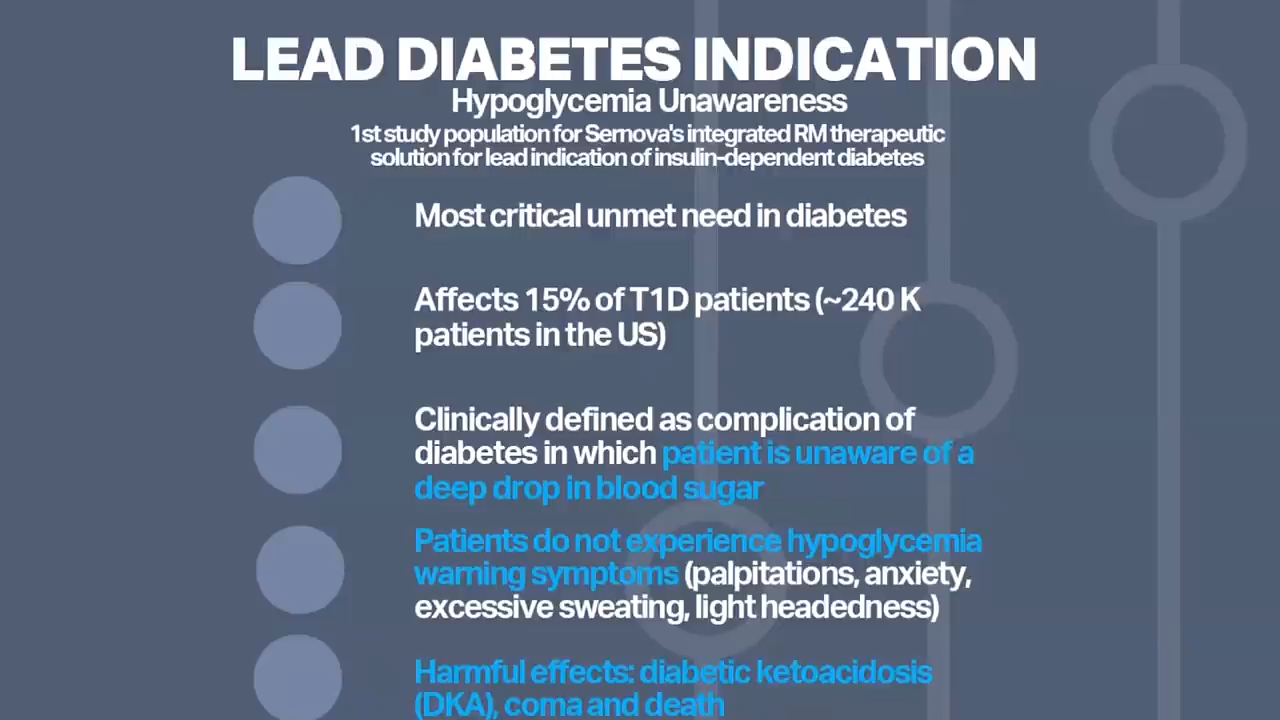 LEAD DIABETES INDICATION
Hypoglycemia Unawareness
1st study population for Sernova's integrated RM therapeutic
solution for lead indication of insulin-dependent diabetes
Most critical unmet need in diabetes
Affects 15% of T1D patients (~240 K
patients in the US)
Clinically defined as complication of
diabetes in which patient is unaware of a
deep drop in blood sugar
Patients do not experience hypoglycemia
warning symptoms (palpitations, anxiety,
excessive sweating, light headedness)
Harmful effects: diabetic ketoacidosis
(DKA), coma and death